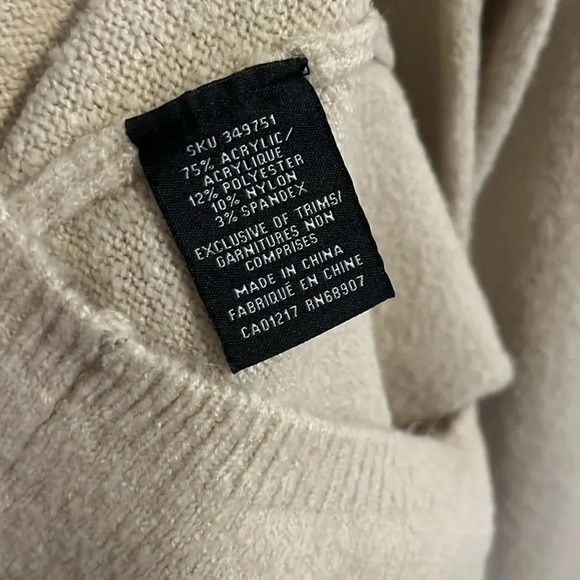 SKU 349751
75% ACRYLIC/
ACRYLIQUE
12% POLYESTER
10% NYLON
3% SPANDEX
EXCLUSIVE OF TRIMS/
GARNITURES NON
COMPRISES
MADE IN CHINA
FABRIQUÉ EN CHINE
CA01217 RN68907